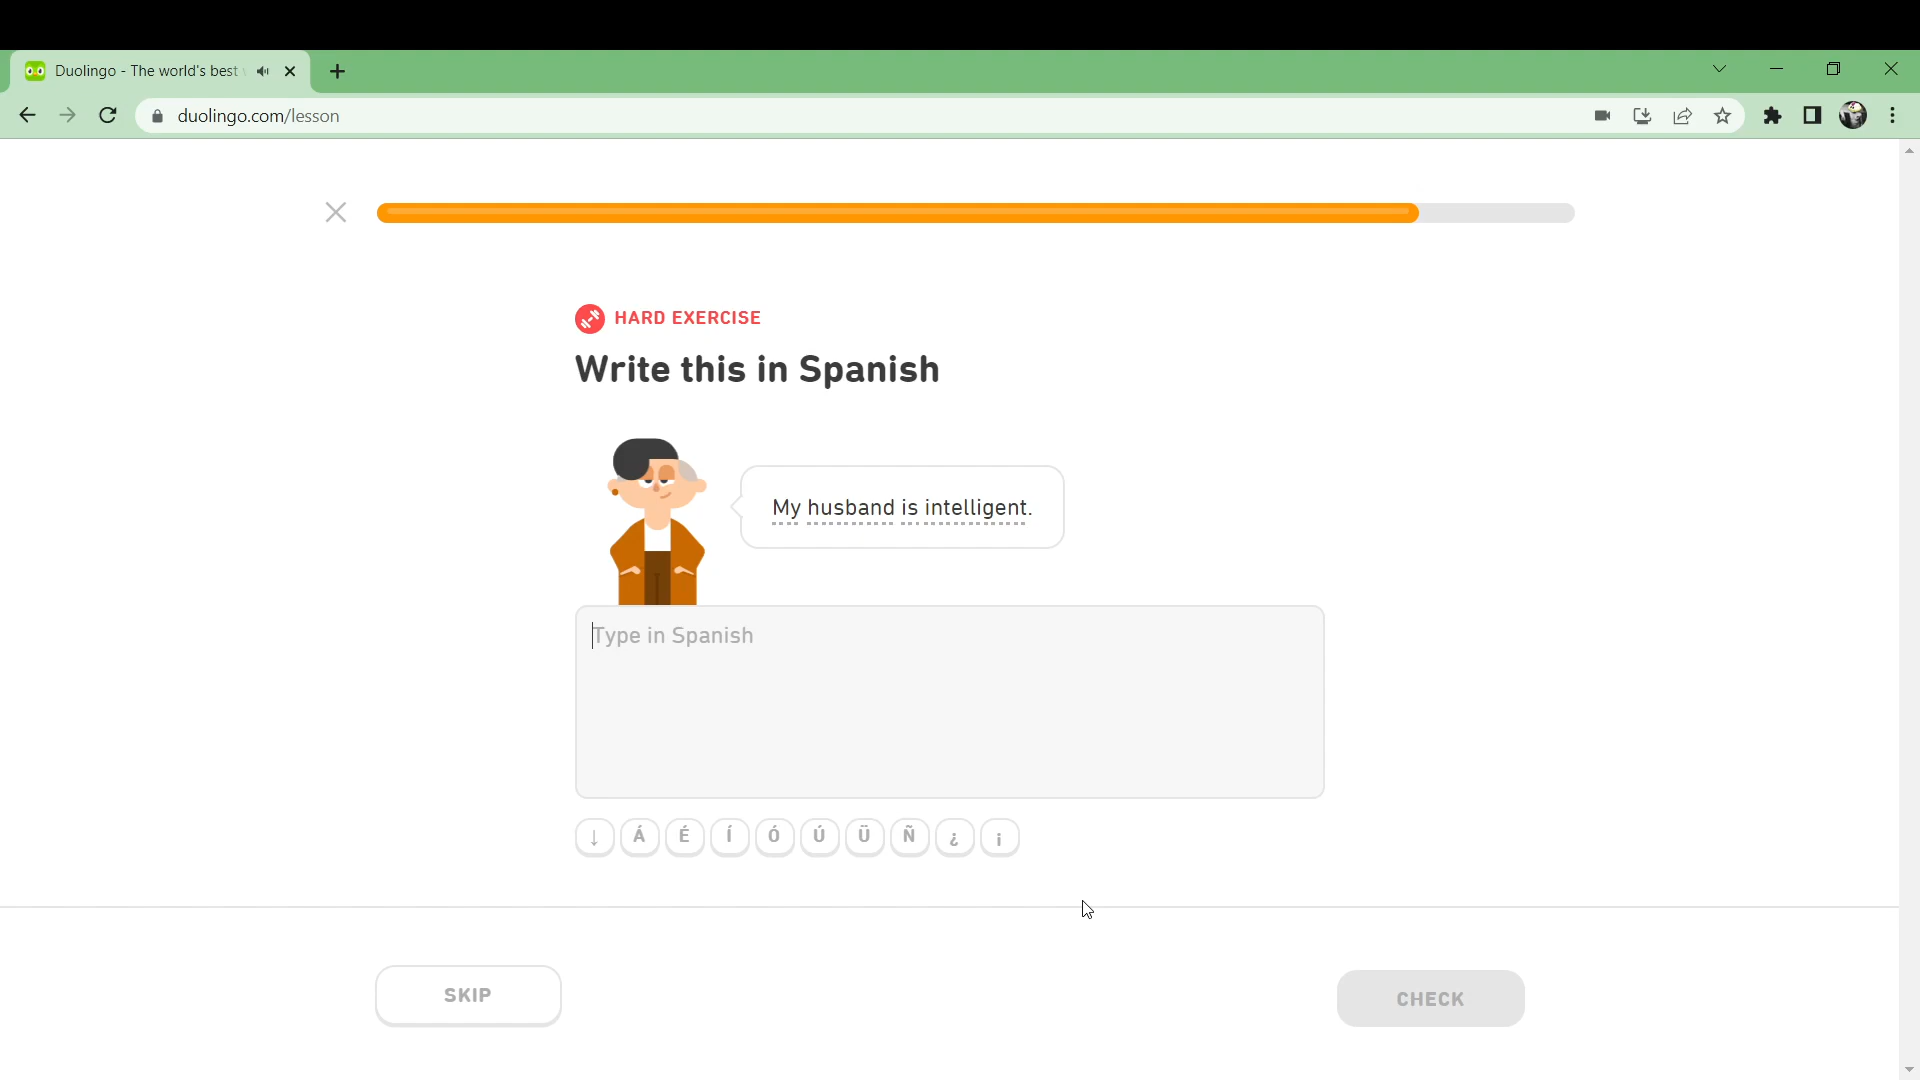 Duolingo - The world's best
duolingo.com/lesson
HARD EXERCISE
Write this in Spanish
My husband is intelligent.
Type in Spanish
↓ Á É Í Ó Ú Ü Ñ ¿ ¡
SKIP
CHECK